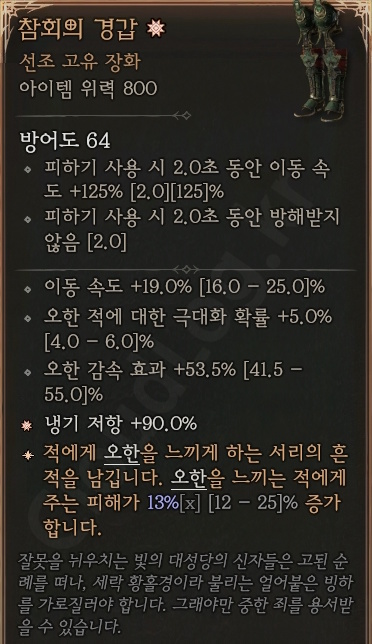 참회의 경갑
선조 고유 장화
아이템 위력 800
방어도 64
피하기 사용 시 2.0초 동안 이동 속
도 +125% [2.0][125]%
피하기 사용 시 2.0초 동안 방해받지
않음 [2.0]
이동 속도 +19.0% [16.0 – 25.0]%
오한 적에 대한 극대화 확률 +5.0%
[4.0 – 6.0]%
오한 감속 효과 +53.5% [41.5 –
55.0]%
냉기 저항 +90.0%
적에게 오한을 느끼게 하는 서리의 흔
적을 남깁니다. 오한을 느끼는 적에게
주는 피해가 13%[x] [12 – 25]% 증가
합니다.
잘못을 뉘우치는 빛의 대성당의 신자들은 고된 순
례를 떠나, 세락 황홀경이라 불리는 얼어붙은 빙하
를 가로질러야 합니다. 그래야만 중한 죄를 용서받
을 수 있습니다.